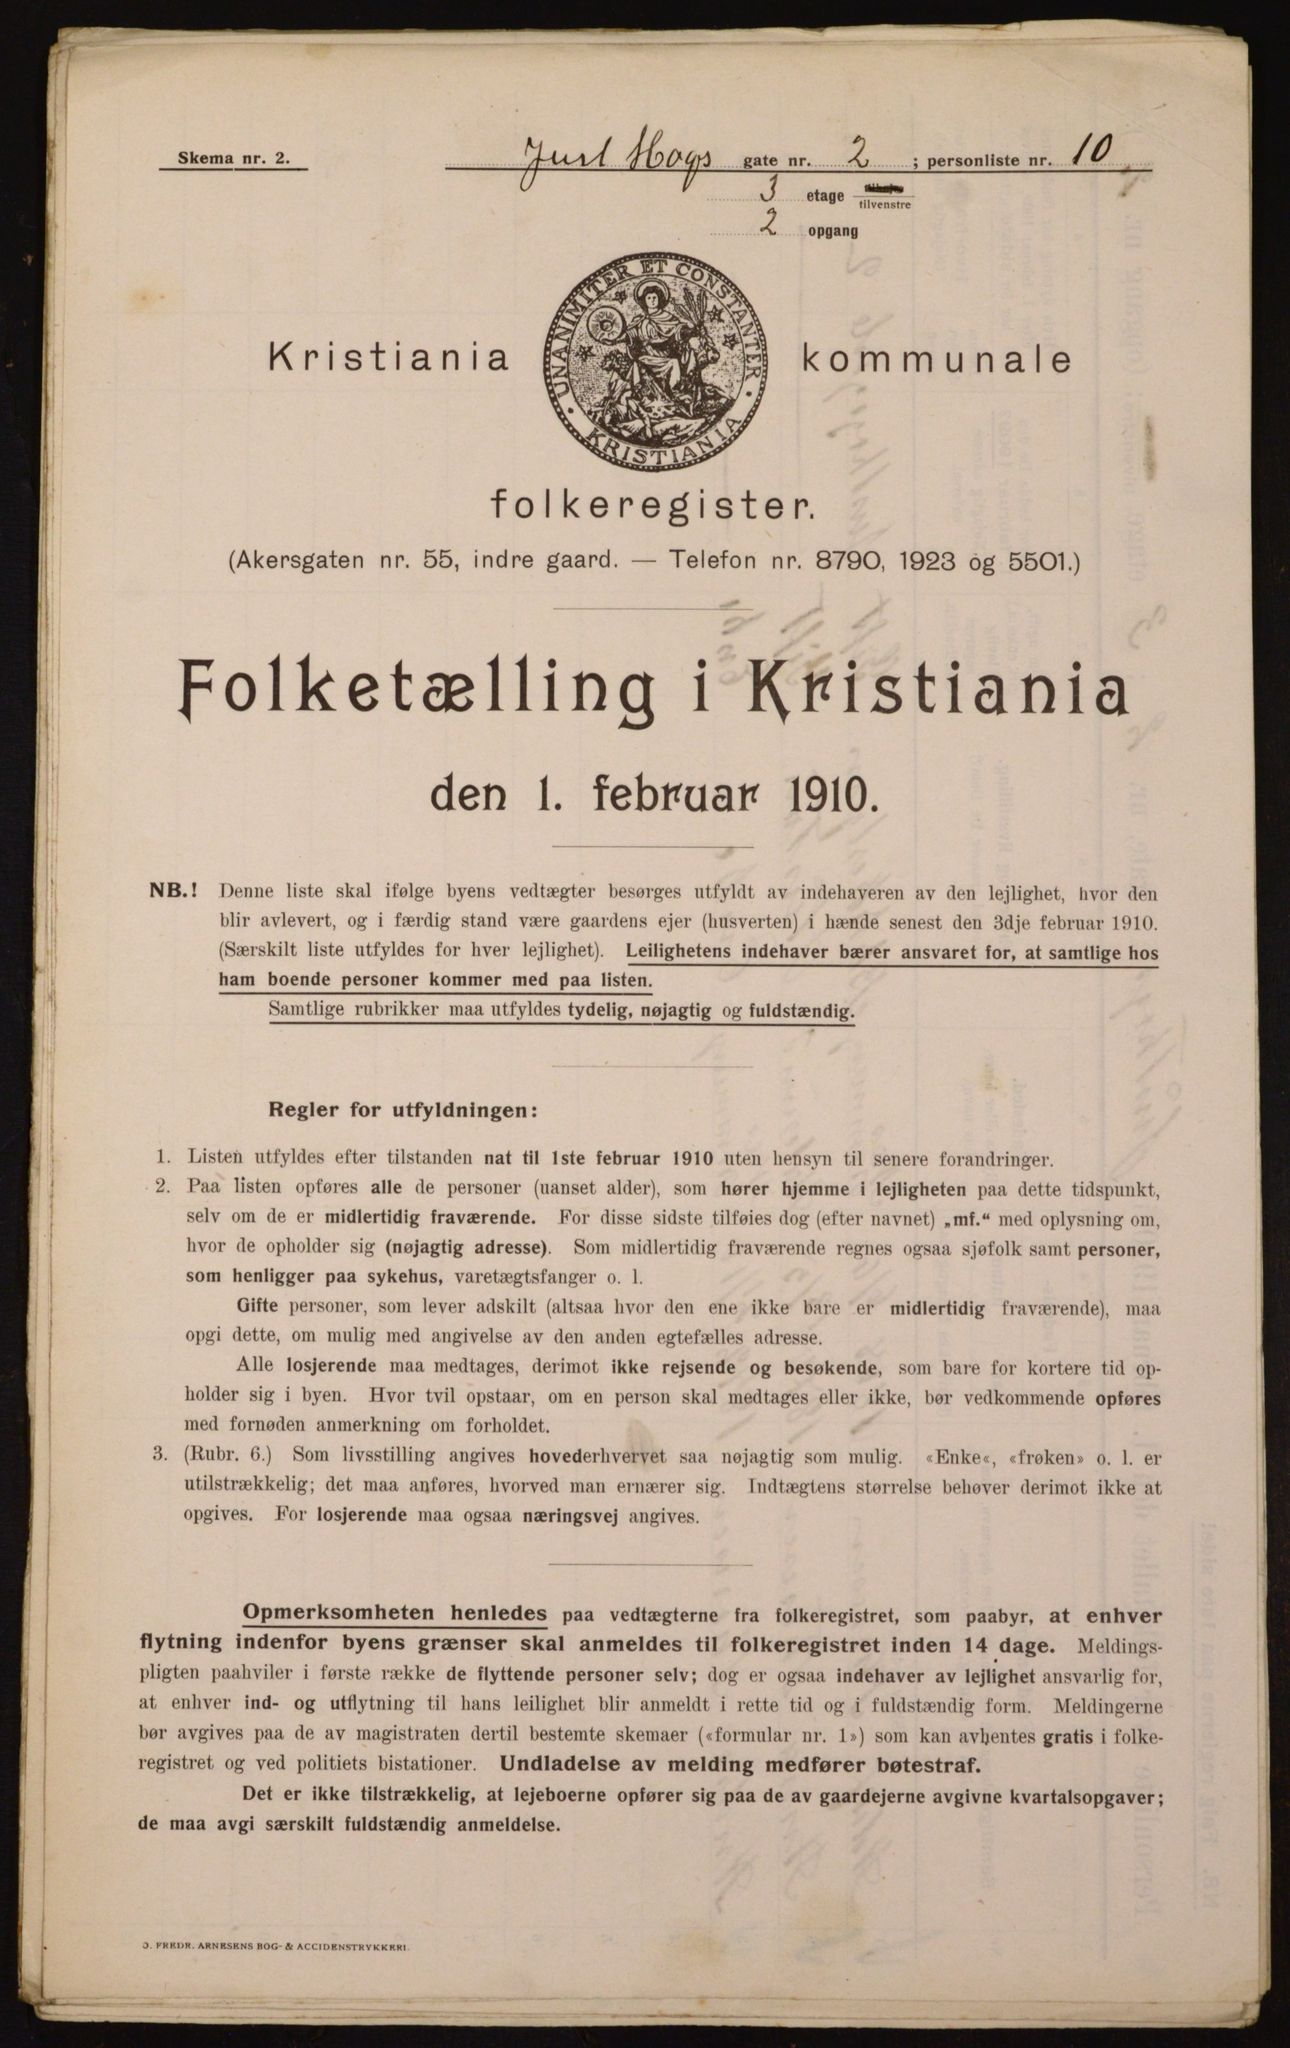 Skema nr. 2.
Just Hogs gate nr. 2; personliste nr. 10
3 etage tilvenstre
2 opgang
UNANIMITER ET CONSTANTER
KRISTIANIA
Kristiania kommunale
folkeregister.
(Akersgaten nr. 55, indre gaard. — Telefon nr. 8790, 1923 og 5501.)
Folketælling i Kristiania
den 1. februar 1910.
NB.! Denne liste skal ifølge byens vedtægter besørges utfyldt av indehaveren av den lejlighet, hvor den
blir avlevert, og i færdig stand være gaardens ejer (husverten) i hænde senest den 3dje februar 1910.
(Særskilt liste utfyldes for hver lejlighet). Leilighetens indehaver bærer ansvaret for, at samtlige hos
ham boende personer kommer med paa listen.
Samtlige rubrikker maa utfyldes tydelig, nøjagtig og fuldstændig.
Regler for utfyldningen:
1. Listen utfyldes efter tilstanden nat til 1ste februar 1910 uten hensyn til senere forandringer.
2. Paa listen opføres alle de personer (uanset alder), som hører hjemme i lejligheten paa dette tidspunkt,
selv om de er midlertidig fraværende. For disse sidste tilføies dog (efter navnet) „mf.“ med oplysning om,
hvor de opholder sig (nøjagtig adresse). Som midlertidig fraværende regnes ogsaa sjøfolk samt personer,
som henligger paa sykehus, varetægtsfanger o. l.
Gifte personer, som lever adskilt (altsaa hvor den ene ikke bare er midlertidig fraværende), maa
opgi dette, om mulig med angivelse av den anden egtefælles adresse.
Alle losjerende maa medtages, derimot ikke rejsende og besøkende, som bare for kortere tid op-
holder sig i byen. Hvor tvil opstaar, om en person skal medtages eller ikke, bør vedkommende opføres
med fornøden anmerkning om forholdet.
3. (Rubr. 6.) Som livsstilling angives hovederhvervet saa nøjagtig som mulig. «Enke«, «frøken» o. l. er
utilstrækkelig; det maa anføres, hvorved man ernærer sig. Indtægtens størrelse behøver derimot ikke at
opgives. For losjerende maa ogsaa næringsvej angives.
Opmerksomheten henledes paa vedtægterne fra folkeregistret, som paabyr, at enhver
flytning indenfor byens grænser skal anmeldes til folkeregistret inden 14 dage. Meldings-
pligten paahviler i første række de flyttende personer selv; dog er ogsaa indehaver av lejlighet ansvarlig for,
at enhver ind- og utflytning til hans leilighet blir anmeldt i rette tid og i fuldstændig form. Meldingerne
bør avgives paa de av magistraten dertil bestemte skemaer («formular nr. 1») som kan avhentes gratis i folke-
registret og ved politiets bistationer. Undladelse av melding medfører bøtestraf.
Det er ikke tilstrækkelig, at lejeboerne opfører sig paa de av gaardejerne avgivne kvartalsopgaver;
de maa avgi særskilt fuldstændig anmeldelse.
O. FREDR. ARNESENS BOG- & ACCIDENSTRYKKERI.